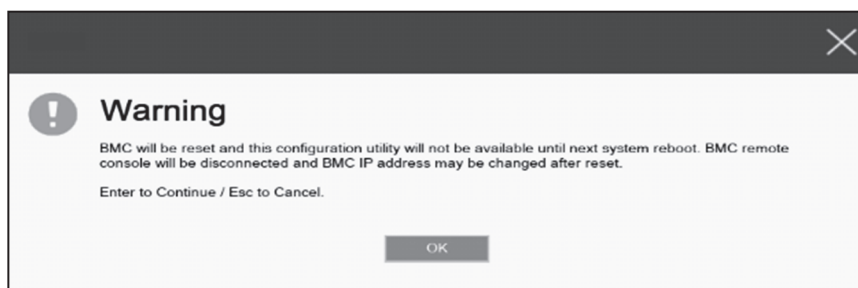 Warning
BMC will be reset and this configuration utility will not be available until next system reboot. BMC remote
console will be disconnected and BMC IP address may be changed after reset.
Enter to Continue / Esc to Cancel.
OK